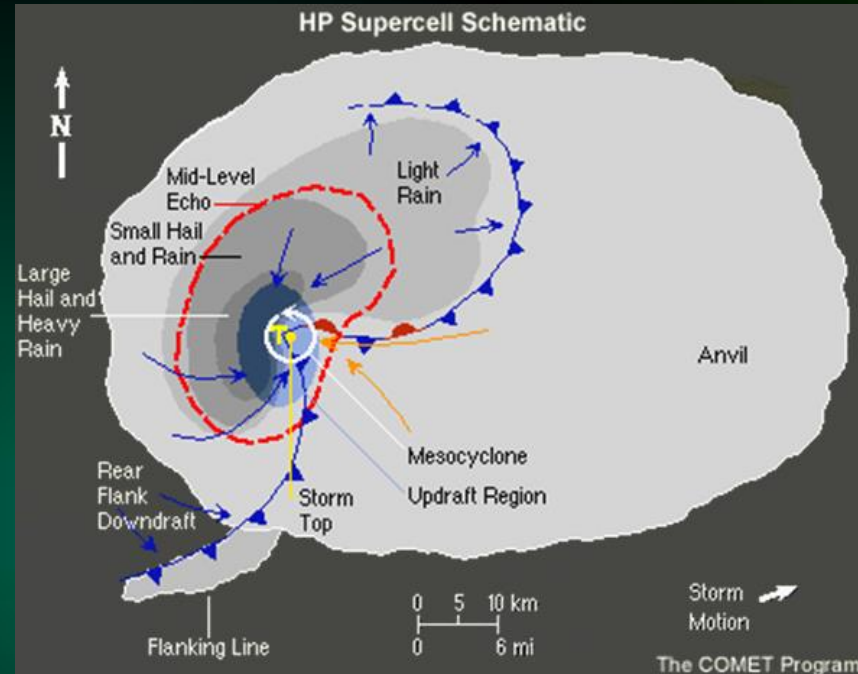 HP Supercell Schematic
N
Mid-Level
Echo
Light
Rain
Small Hail
and Rain
Large
Hail and
Heavy
Rain
T
Anvil
Mesocyclone
Updraft Region
Rear
Flank
Downdraft
Storm
Top
Flanking Line
0 5 10 km
0 6 mi
Storm
Motion
The COMET Program